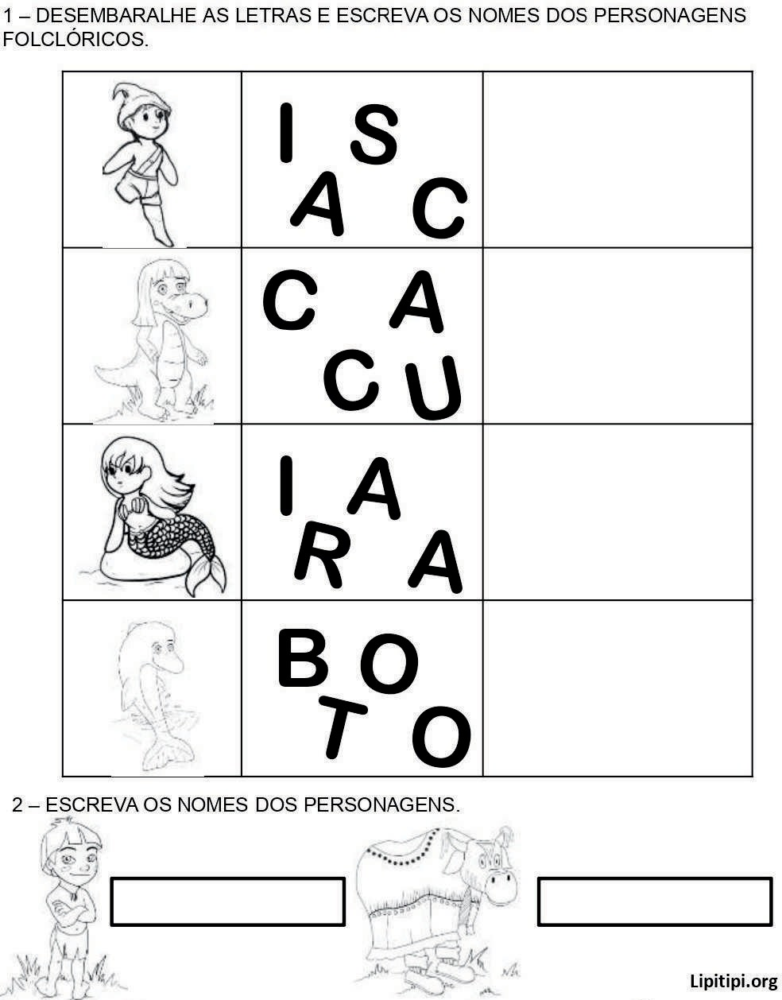 1 – DESEMBARALHE AS LETRAS E ESCREVA OS NOMES DOS PERSONAGENS
FOLCLÓRICOS.
I S
A C
C A
C U
I A
R A
B O
T O
2 – ESCREVA OS NOMES DOS PERSONAGENS.
Lipitipi.org